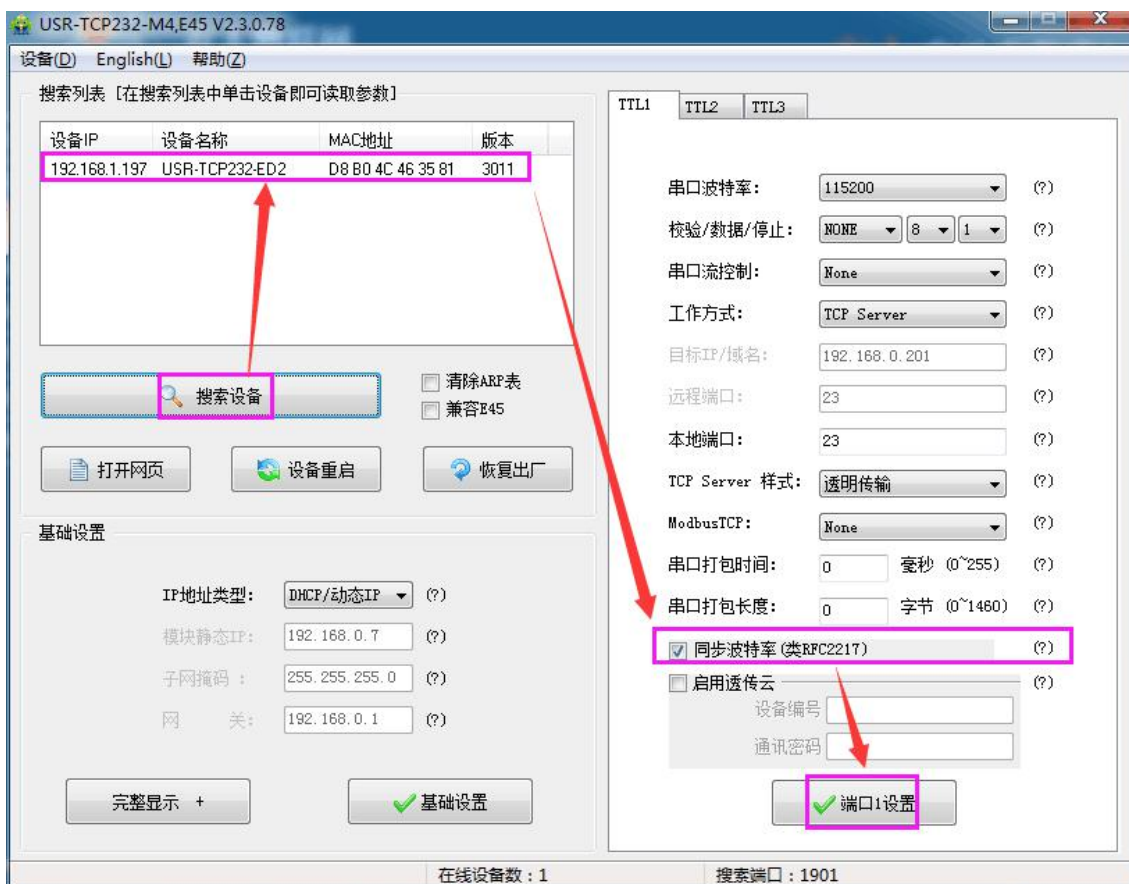 USR-TCP232-M4,E45 V2.3.0.78
设备(D) English(L) 帮助(Z)
搜索列表 [在搜索列表中单击设备即可读取参数]
设备IP 设备名称 MAC地址 版本
192.168.1.197 USR-TCP232-ED2 D8 B0 4C 46 35 81 3011
搜索设备
清除ARP表
兼容E45
打开网页 设备重启 恢复出厂
基础设置
IP地址类型: DHCP/动态IP (?)
模块静态IP: 192.168.0.7 (?)
子网掩码 : 255.255.255.0 (?)
网 关: 192.168.0.1 (?)
完整显示 + 基础设置
TTL1 TTL2 TTL3
串口波特率: 115200 (?)
校验/数据/停止: NONE 8 1 (?)
串口流控制: None (?)
工作方式: TCP Server (?)
目标IP/域名: 192.168.0.201 (?)
远程端口: 23 (?)
本地端口: 23 (?)
TCP Server 样式: 透明传输 (?)
ModbusTCP: None (?)
串口打包时间: 0 毫秒 (0~255) (?)
串口打包长度: 0 字节 (0~1460) (?)
同步波特率(类RFC2217) (?)
启用透传云 (?)
设备编号
通讯密码
端口1设置
在线设备数:1 搜索端口:1901